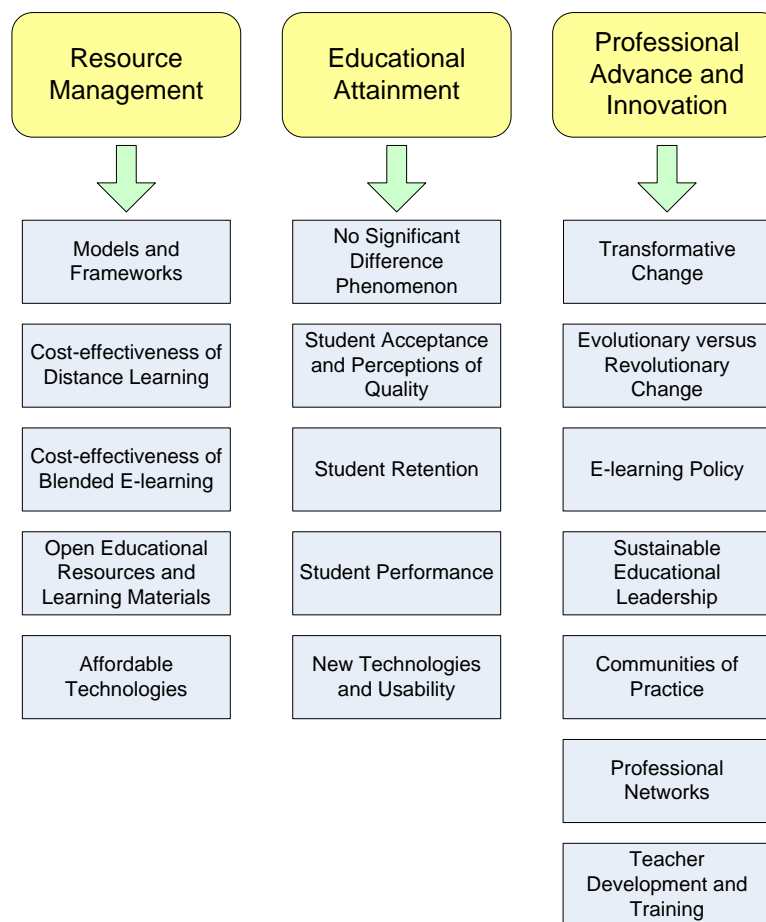 Resource
Management
Models and
Frameworks
Cost-effectiveness of
Distance Learning
Cost-effectiveness of
Blended E-learning
Open Educational
Resources and
Learning Materials
Affordable
Technologies
Educational
Attainment
No Significant
Difference
Phenomenon
Student Acceptance
and Perceptions of
Quality
Student Retention
Student Performance
New Technologies
and Usability
Professional
Advance and
Innovation
Transformative
Change
Evolutionary versus
Revolutionary
Change
E-learning Policy
Sustainable
Educational
Leadership
Communities of
Practice
Professional
Networks
Teacher
Development and
Training